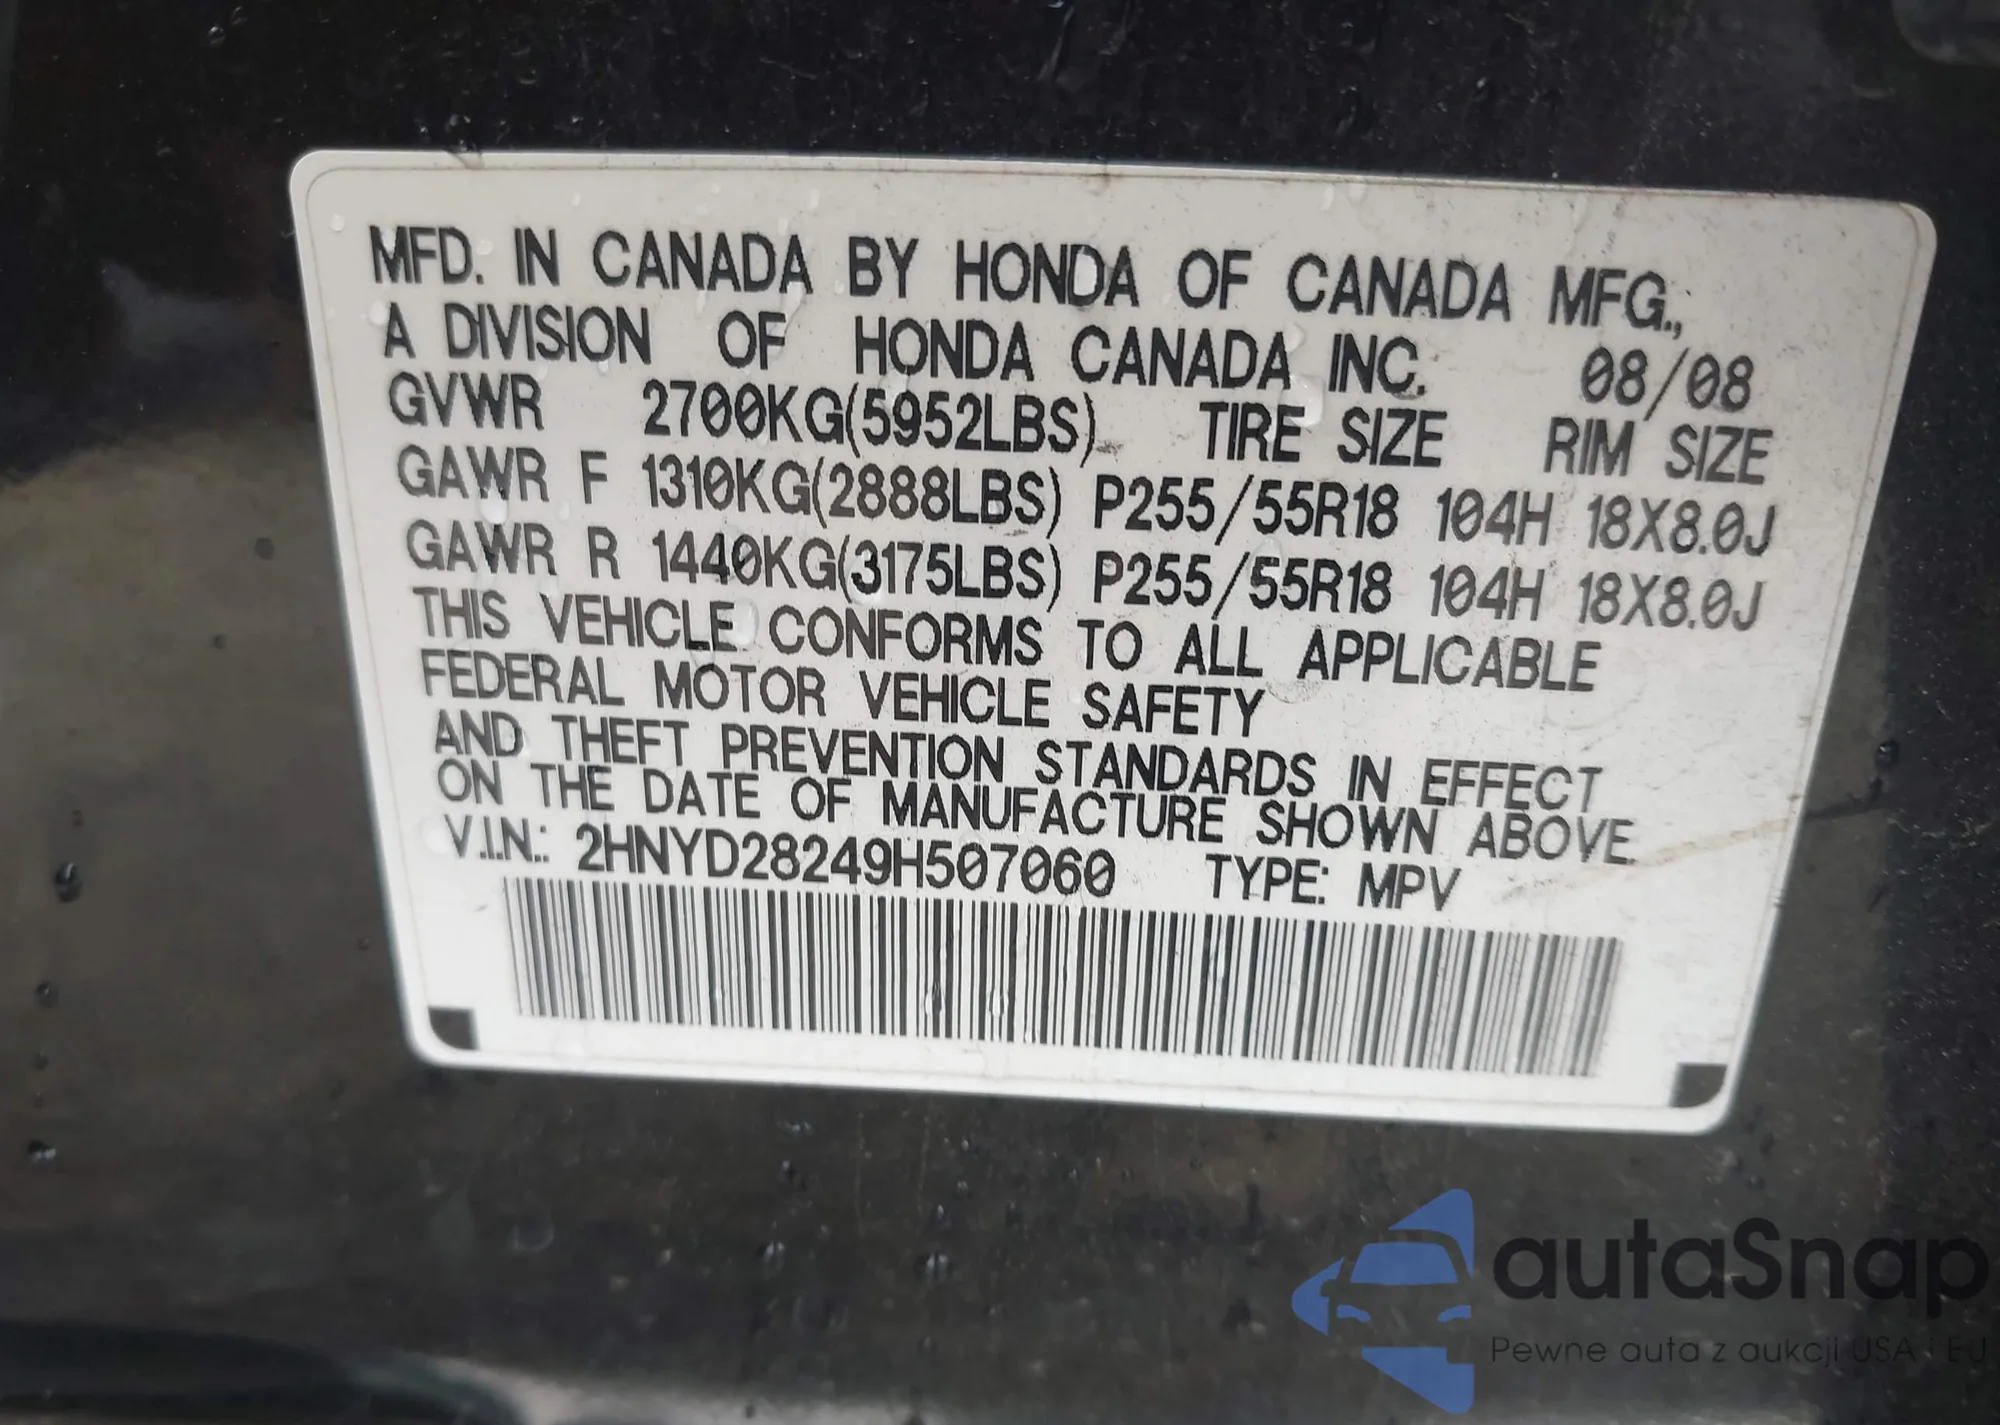 MFD. IN CANADA BY HONDA OF CANADA MFG.,
A DIVISION OF HONDA CANADA INC. 08/08
GVWR 2700KG(5952LBS) TIRE SIZE RIM SIZE
GAWR F 1310KG(2888LBS) P255/55R18 104H 18X8.0J
GAWR R 1440KG(3175LBS) P255/55R18 104H 18X8.0J
THIS VEHICLE CONFORMS TO ALL APPLICABLE
FEDERAL MOTOR VEHICLE SAFETY
AND THEFT PREVENTION STANDARDS IN EFFECT
ON THE DATE OF MANUFACTURE SHOWN ABOVE.
V.I.N.: 2HNYD28249H507060 TYPE: MPV
autaSnap
Pewne auta z aukcji USA i EU